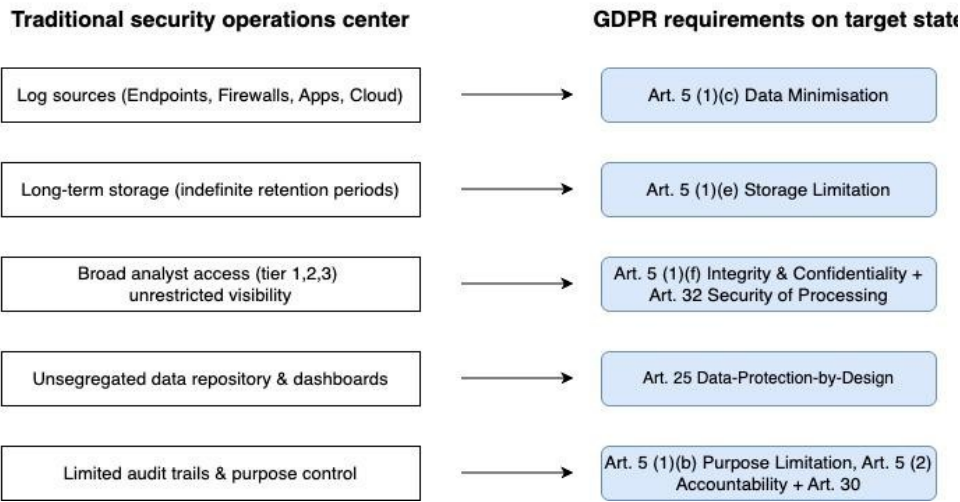 Traditional security operations center
GDPR requirements on target state
Log sources (Endpoints, Firewalls, Apps, Cloud)
Art. 5 (1)(c) Data Minimisation
Long-term storage (indefinite retention periods)
Art. 5 (1)(e) Storage Limitation
Broad analyst access (tier 1,2,3)
unrestricted visibility
Art. 5 (1)(f) Integrity & Confidentiality +
Art. 32 Security of Processing
Unsegregated data repository & dashboards
Art. 25 Data-Protection-by-Design
Limited audit trails & purpose control
Art. 5 (1)(b) Purpose Limitation, Art. 5 (2)
Accountability + Art. 30